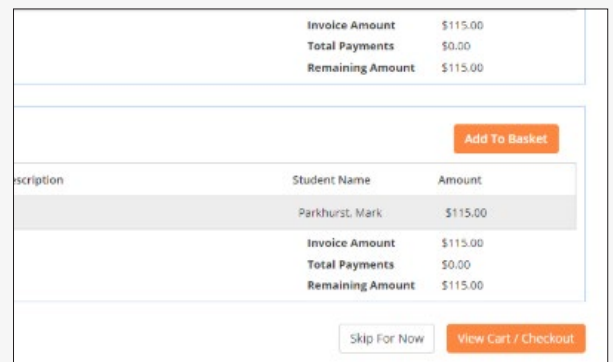 Invoice Amount $115.00
Total Payments $0.00
Remaining Amount $115.00
Add To Basket
escription Student Name Amount
Parkhurst, Mark $115.00
Invoice Amount $115.00
Total Payments $0.00
Remaining Amount $115.00
Skip For Now View Cart / Checkout